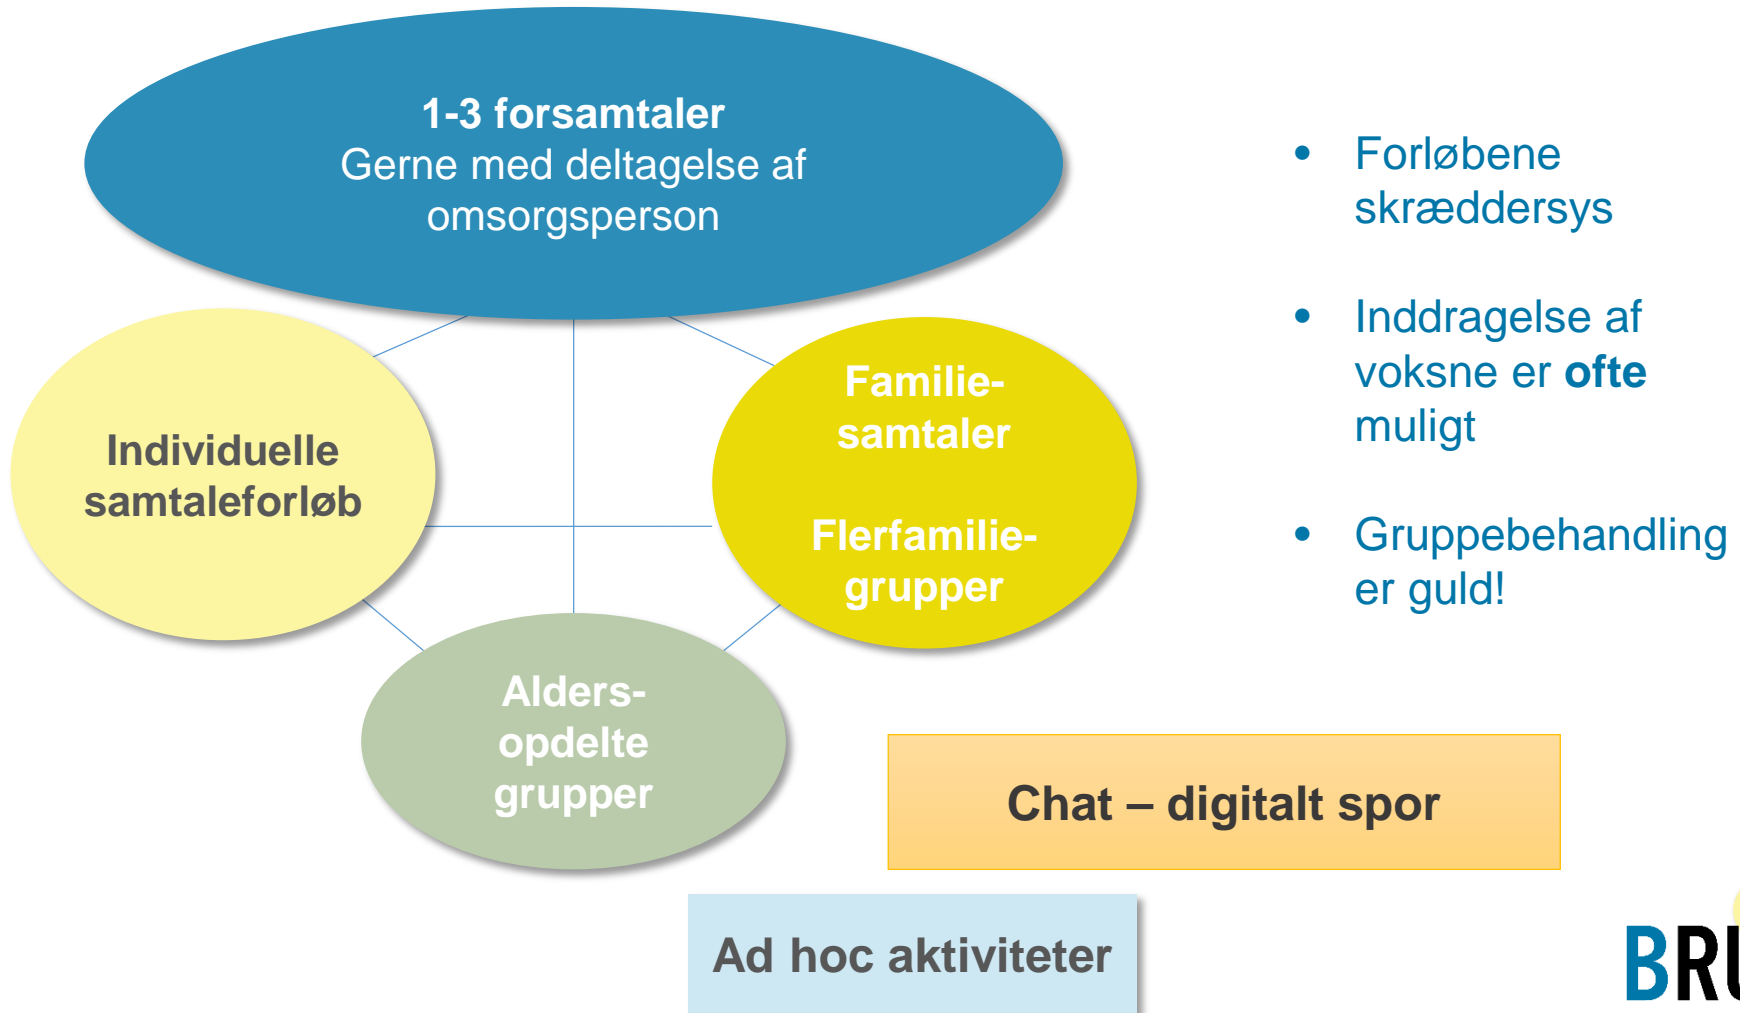 1-3 forsamtaler
Gerne med deltagelse af
omsorgsperson
Individuelle
samtaleforløb
Familie-
samtaler
Flerfamilie-
grupper
Alders-
opdelte
grupper
• Forløbene
skræddersys
• Inddragelse af
voksne er ofte
muligt
• Gruppebehandling
er guld!
Chat – digitalt spor
Ad hoc aktiviteter